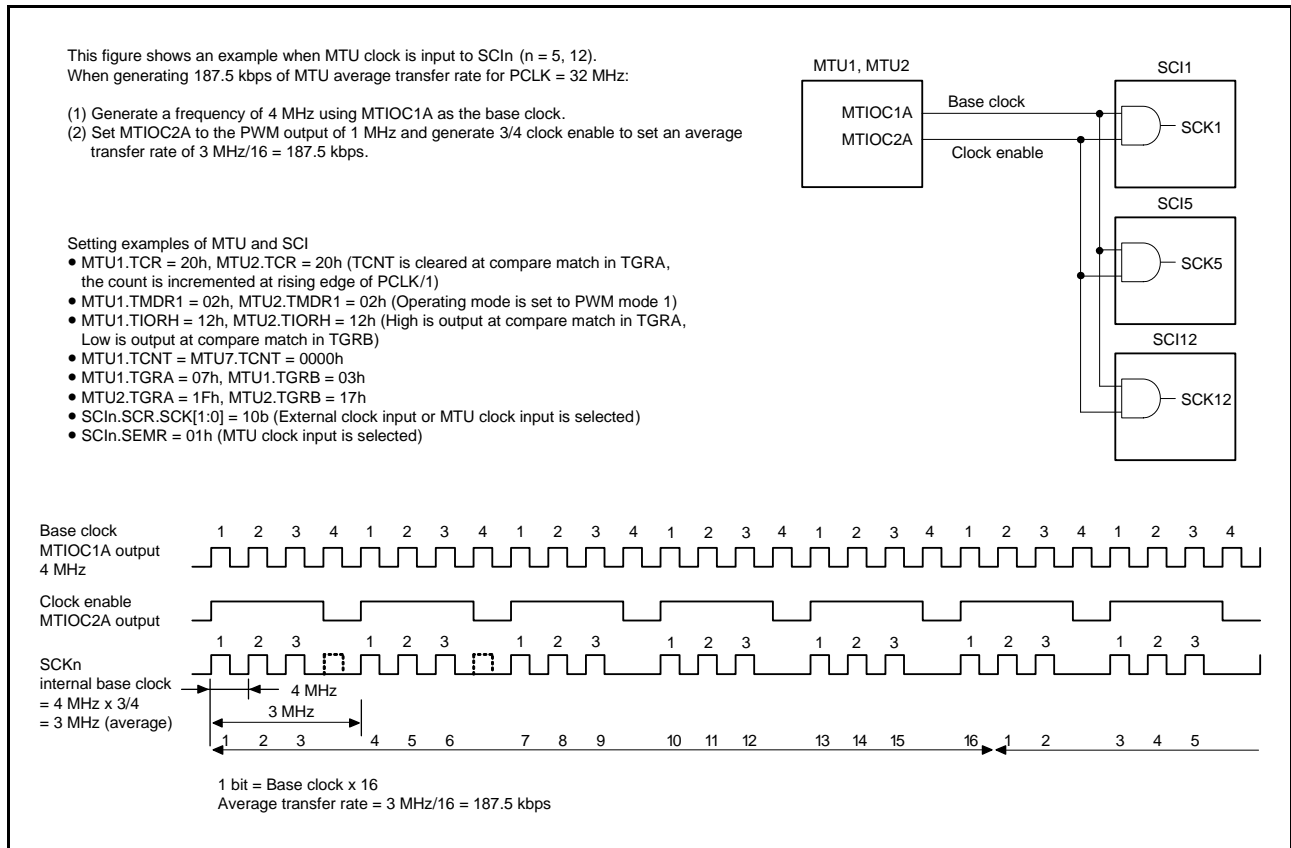 This figure shows an example when MTU clock is input to SCIn (n = 5, 12).
When generating 187.5 kbps of MTU average transfer rate for PCLK = 32 MHz:
(1) Generate a frequency of 4 MHz using MTIOC1A as the base clock.
(2) Set MTIOC2A to the PWM output of 1 MHz and generate 3/4 clock enable to set an average
transfer rate of 3 MHz/16 = 187.5 kbps.
MTU1, MTU2
MTIOC1A
MTIOC2A
Base clock
Clock enable
SCI1
SCK1
SCI5
SCK5
SCI12
SCK12
Setting examples of MTU and SCI
● MTU1.TCR = 20h, MTU2.TCR = 20h (TCNT is cleared at compare match in TGRA,
the count is incremented at rising edge of PCLK/1)
● MTU1.TMDR1 = 02h, MTU2.TMDR1 = 02h (Operating mode is set to PWM mode 1)
● MTU1.TIORH = 12h, MTU2.TIORH = 12h (High is output at compare match in TGRA,
Low is output at compare match in TGRB)
● MTU1.TCNT = MTU7.TCNT = 0000h
● MTU1.TGRA = 07h, MTU1.TGRB = 03h
● MTU2.TGRA = 1Fh, MTU2.TGRB = 17h
● SCIn.SCR.SCK[1:0] = 10b (External clock input or MTU clock input is selected)
● SCIn.SEMR = 01h (MTU clock input is selected)
Base clock
MTIOC1A output
4 MHz
1 2 3 4 1 2 3 4 1 2 3 4 1 2 3 4 1 2 3 4 1 2 3 4 1 2 3 4
Clock enable
MTIOC2A output
1 2 3 1 2 3 1 2 3 1 2 3 1 2 3 1 2 3 1 2 3
SCKn
internal base clock
= 4 MHz x 3/4
= 3 MHz (average)
4 MHz
3 MHz
1 2 3 4 5 6 7 8 9 10 11 12 13 14 15 16 1 2 3 4 5
1 bit = Base clock x 16
Average transfer rate = 3 MHz/16 = 187.5 kbps